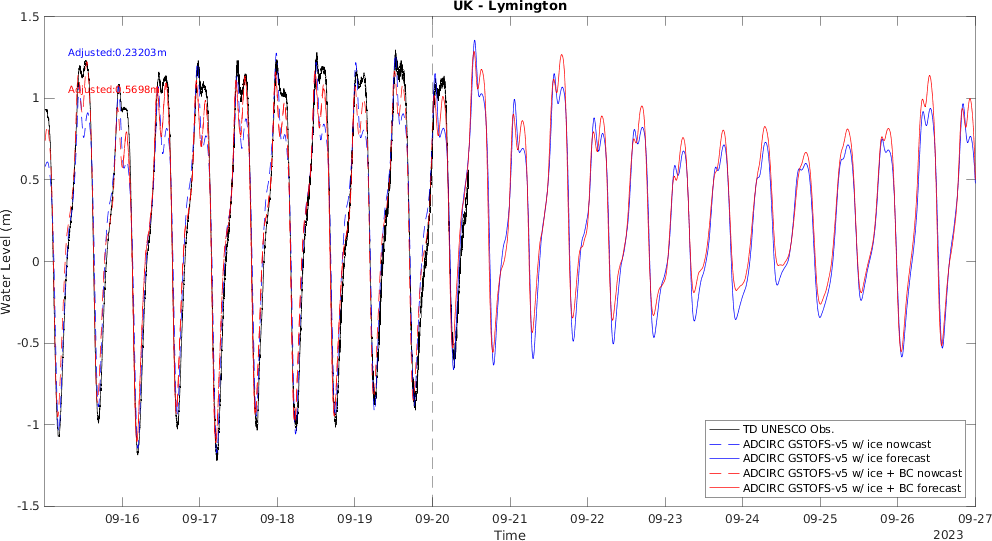 UK - Lymington
1.5
Adjusted:0.23203m
1
Adjusted:0.5698m
0.5
0
-0.5
-1
-1.5
Water Level (m)
09-16 09-17 09-18 09-19 09-20 09-21 09-22 09-23 09-24 09-25 09-26 09-27
Time
2023
TD UNESCO Obs.
ADCIRC GSTOFS-v5 w/ ice nowcast
ADCIRC GSTOFS-v5 w/ ice forecast
ADCIRC GSTOFS-v5 w/ ice + BC nowcast
ADCIRC GSTOFS-v5 w/ ice + BC forecast